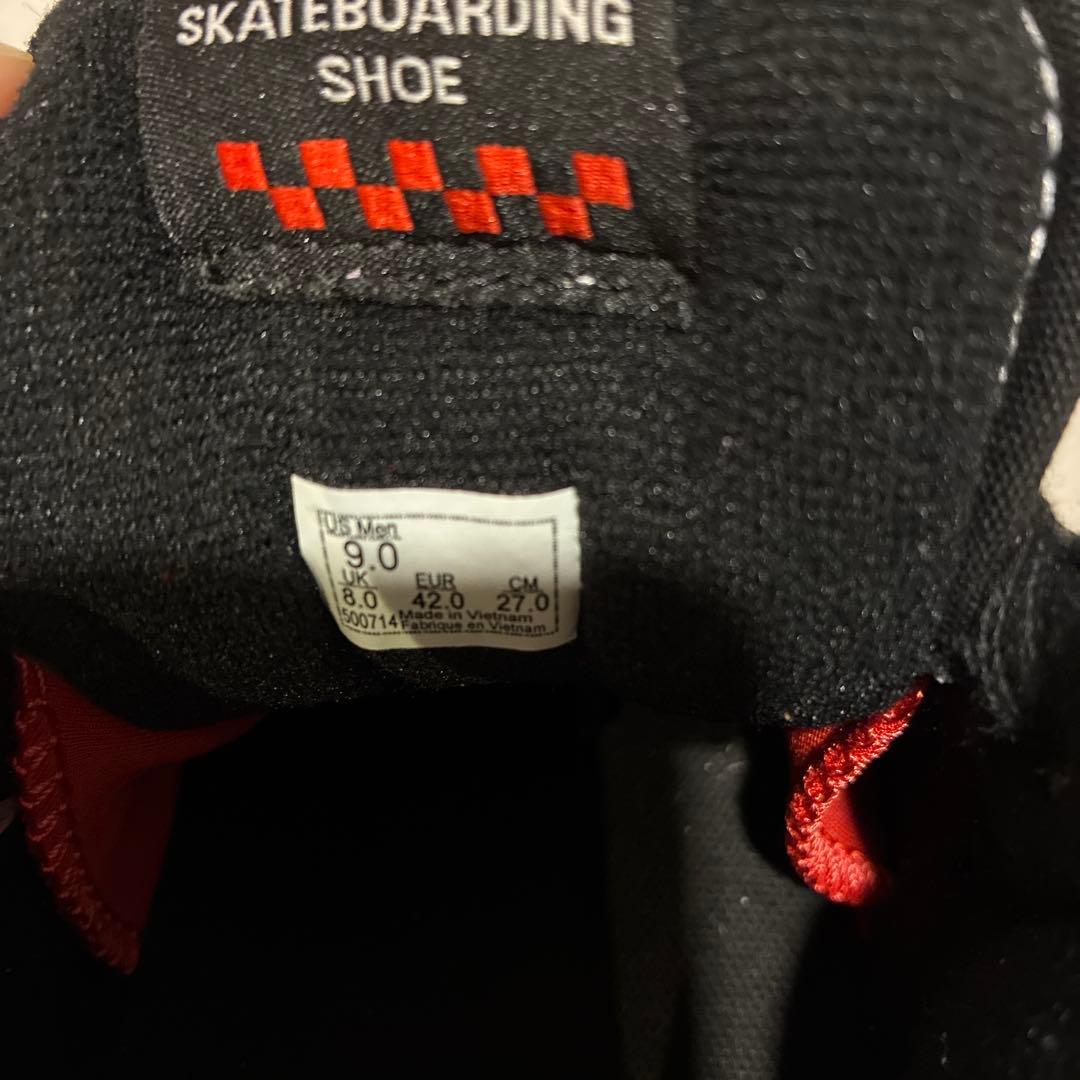 SKATEBOARDING
SHOE
US Men
9.0
UK EUR CM
8.0 42.0 27.0
500714 Made in Vietnam
Fabrique en Vietnam